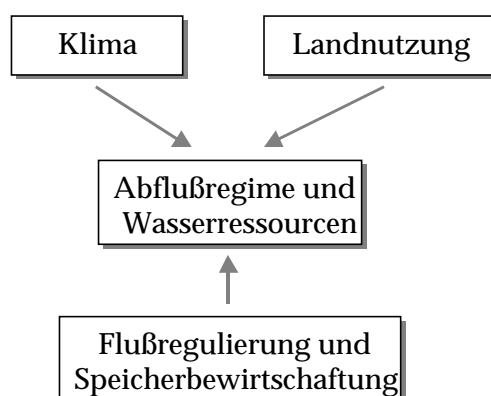 Klima
Landnutzung
Abflußregime und
Wasserressourcen
Flußregulierung und
Speicherbewirtschaftung